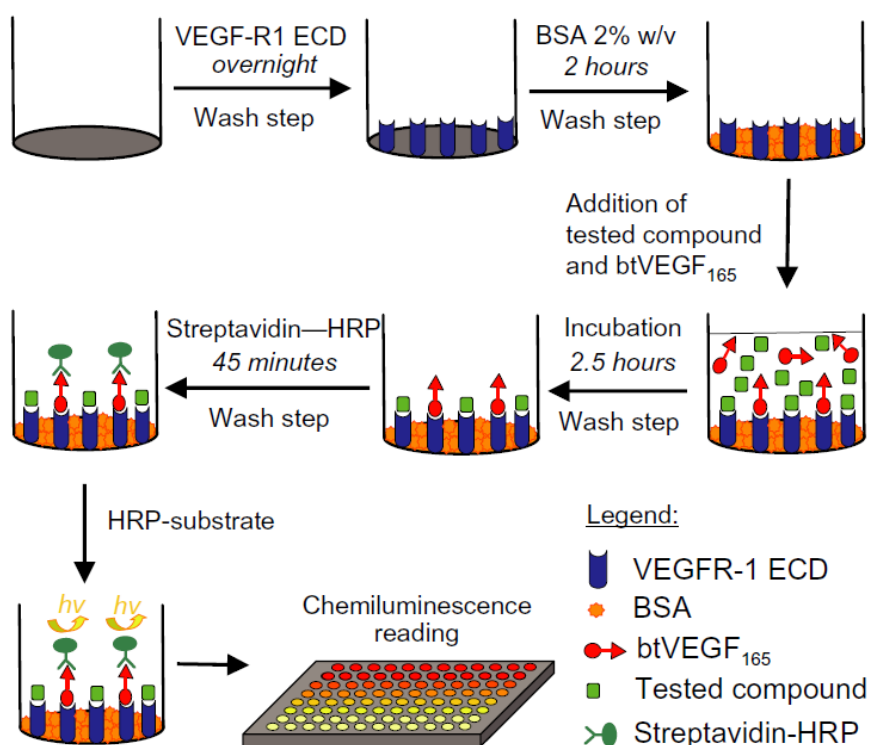 VEGF-R1 ECD
overnight
Wash step
BSA 2% w/v
2 hours
Wash step
Addition of
tested compound
and btVEGF₁₆₅
Incubation
2.5 hours
Wash step
Streptavidin—HRP
45 minutes
Wash step
HRP-substrate
hv hv
Chemiluminescence
reading
Legend:
VEGFR-1 ECD
BSA
btVEGF₁₆₅
Tested compound
Streptavidin-HRP